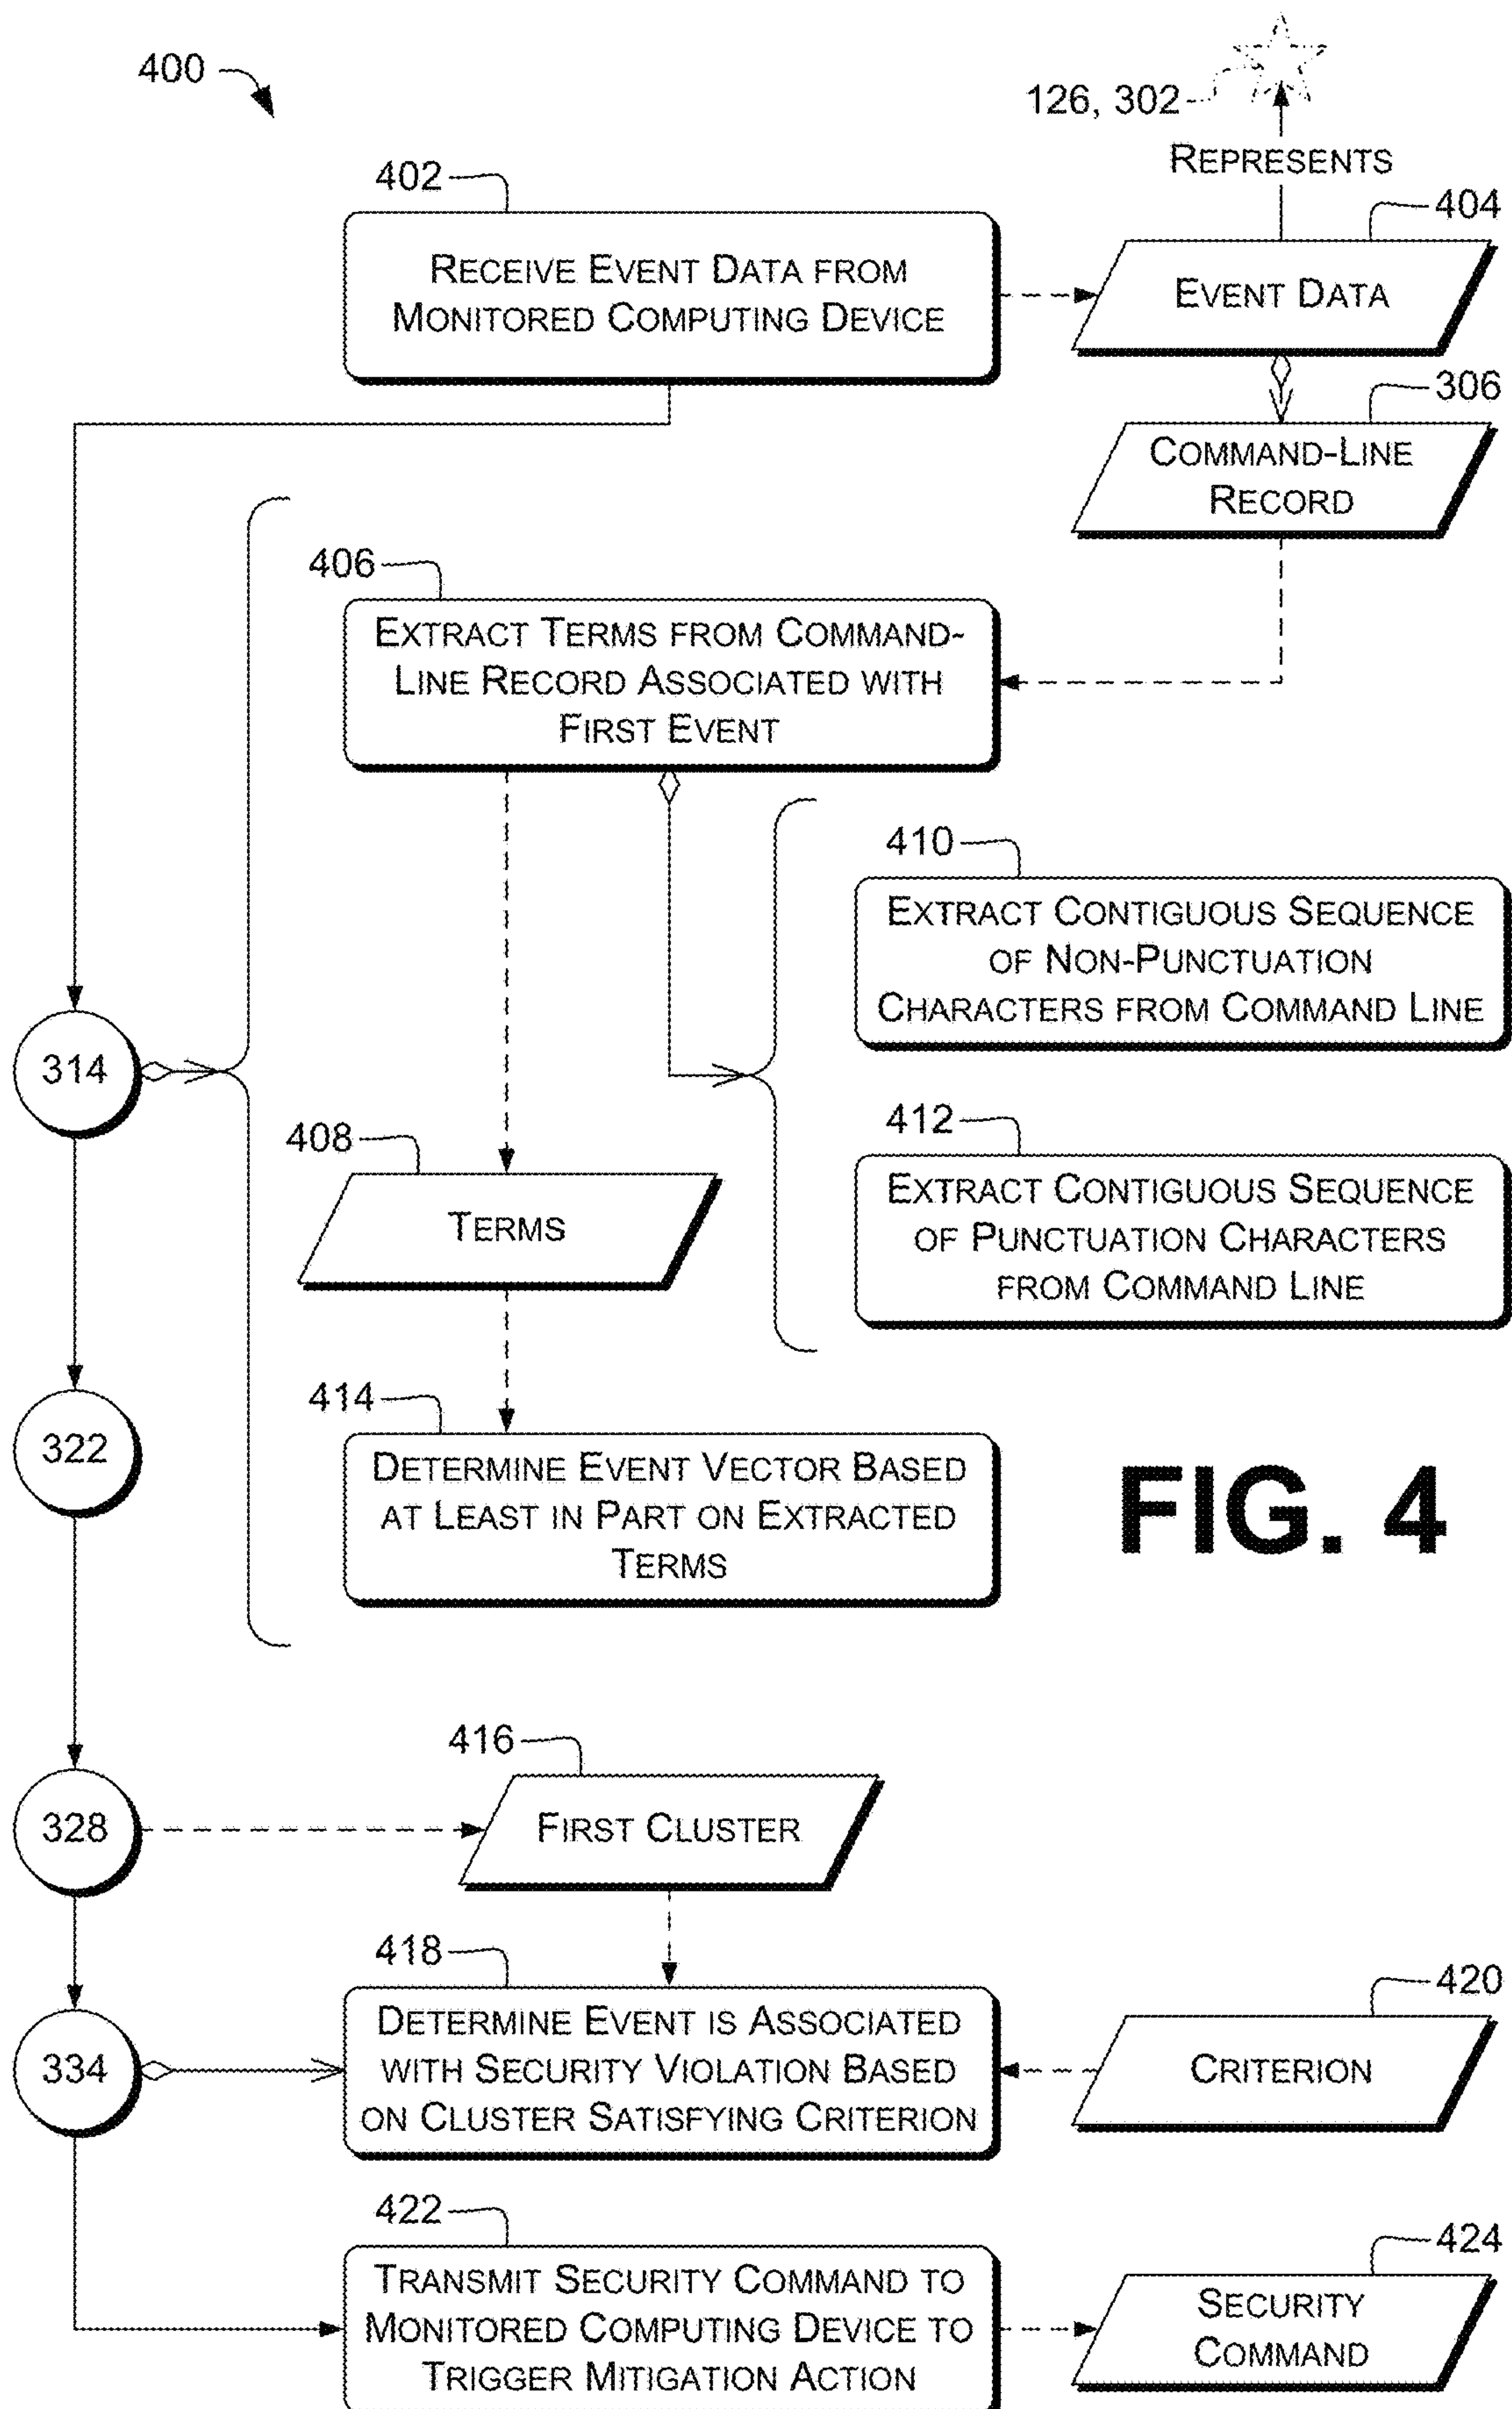 400
126, 302
REPRESENTS
402
RECEIVE EVENT DATA FROM
MONITORED COMPUTING DEVICE
404
EVENT DATA
306
COMMAND-LINE
RECORD
406
EXTRACT TERMS FROM COMMAND-
LINE RECORD ASSOCIATED WITH
FIRST EVENT
410
EXTRACT CONTIGUOUS SEQUENCE
OF NON-PUNCTUATION
CHARACTERS FROM COMMAND LINE
314
412
EXTRACT CONTIGUOUS SEQUENCE
OF PUNCTUATION CHARACTERS
FROM COMMAND LINE
408
TERMS
322
414
DETERMINE EVENT VECTOR BASED
AT LEAST IN PART ON EXTRACTED
TERMS
FIG. 4
328
416
FIRST CLUSTER
334
418
DETERMINE EVENT IS ASSOCIATED
WITH SECURITY VIOLATION BASED
ON CLUSTER SATISFYING CRITERION
420
CRITERION
422
TRANSMIT SECURITY COMMAND TO
MONITORED COMPUTING DEVICE TO
TRIGGER MITIGATION ACTION
424
SECURITY
COMMAND